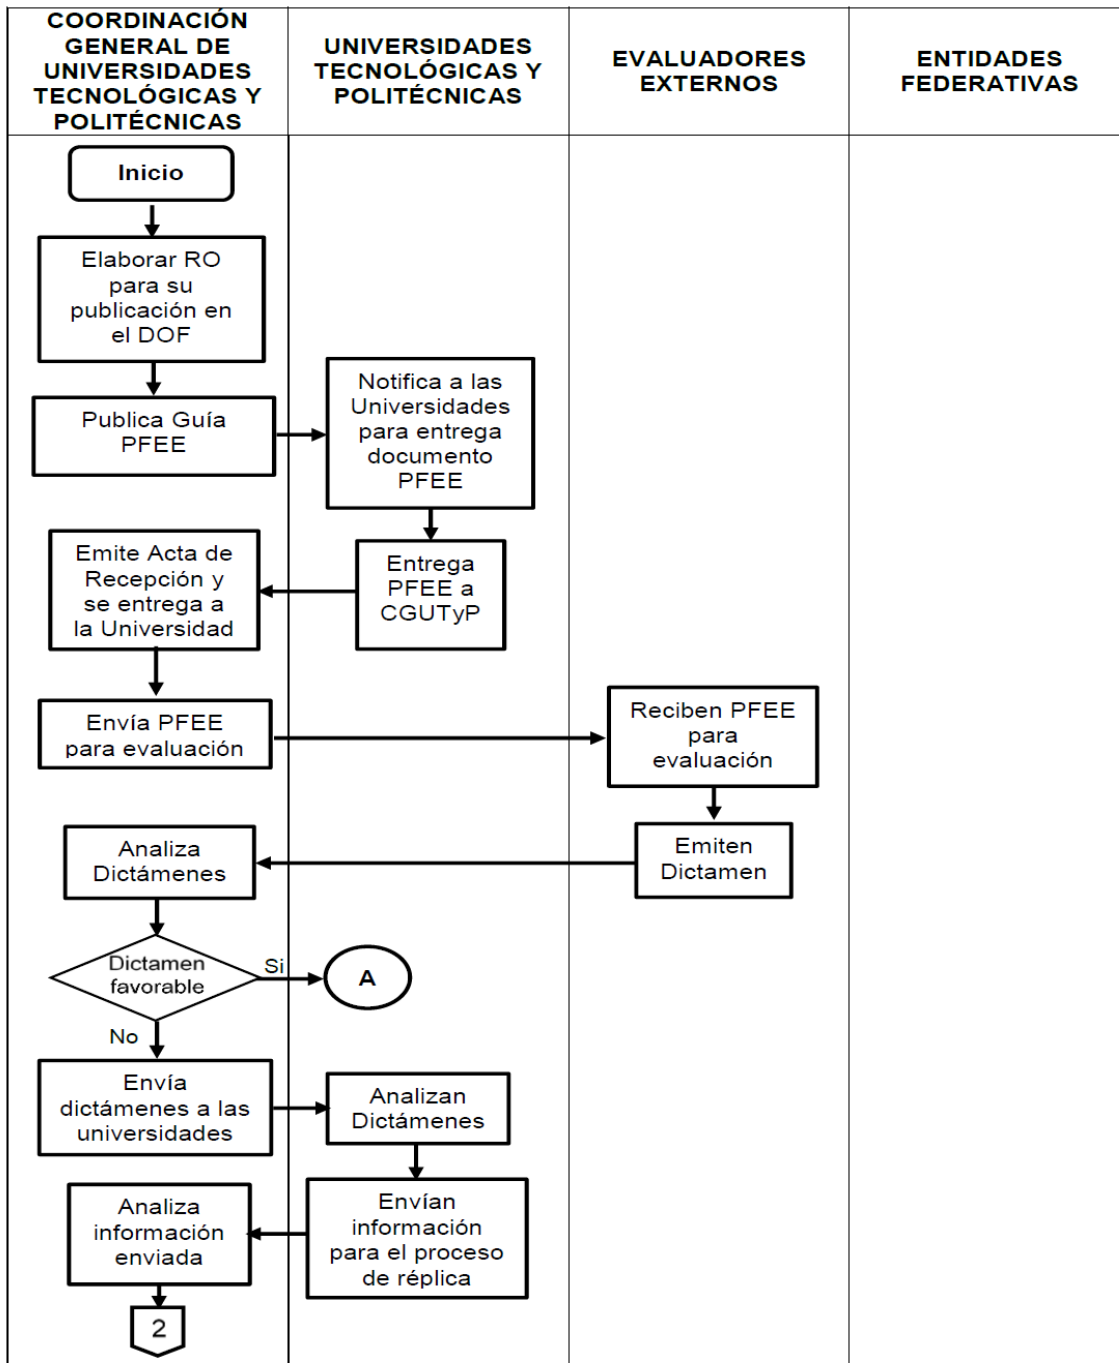 COORDINACIÓN
GENERAL DE
UNIVERSIDADES
TECNOLÓGICAS Y
POLITÉCNICAS
UNIVERSIDADES
TECNOLÓGICAS Y
POLITÉCNICAS
EVALUADORES
EXTERNOS
ENTIDADES
FEDERATIVAS
Inicio
Elaborar RO
para su
publicación en
el DOF
Publica Guía
PFEE
Notifica a las
Universidades
para entrega
documento
PFEE
Emite Acta de
Recepción y
se entrega a
la Universidad
Entrega
PFEE a
CGUTyP
Envía PFEE
para evaluación
Reciben PFEE
para
evaluación
Analiza
Dictámenes
Emiten
Dictamen
Dictamen
favorable
Si
A
No
Envía
dictámenes a las
universidades
Analizan
Dictámenes
Analiza
información
enviada
Envían
información
para el proceso
de réplica
2